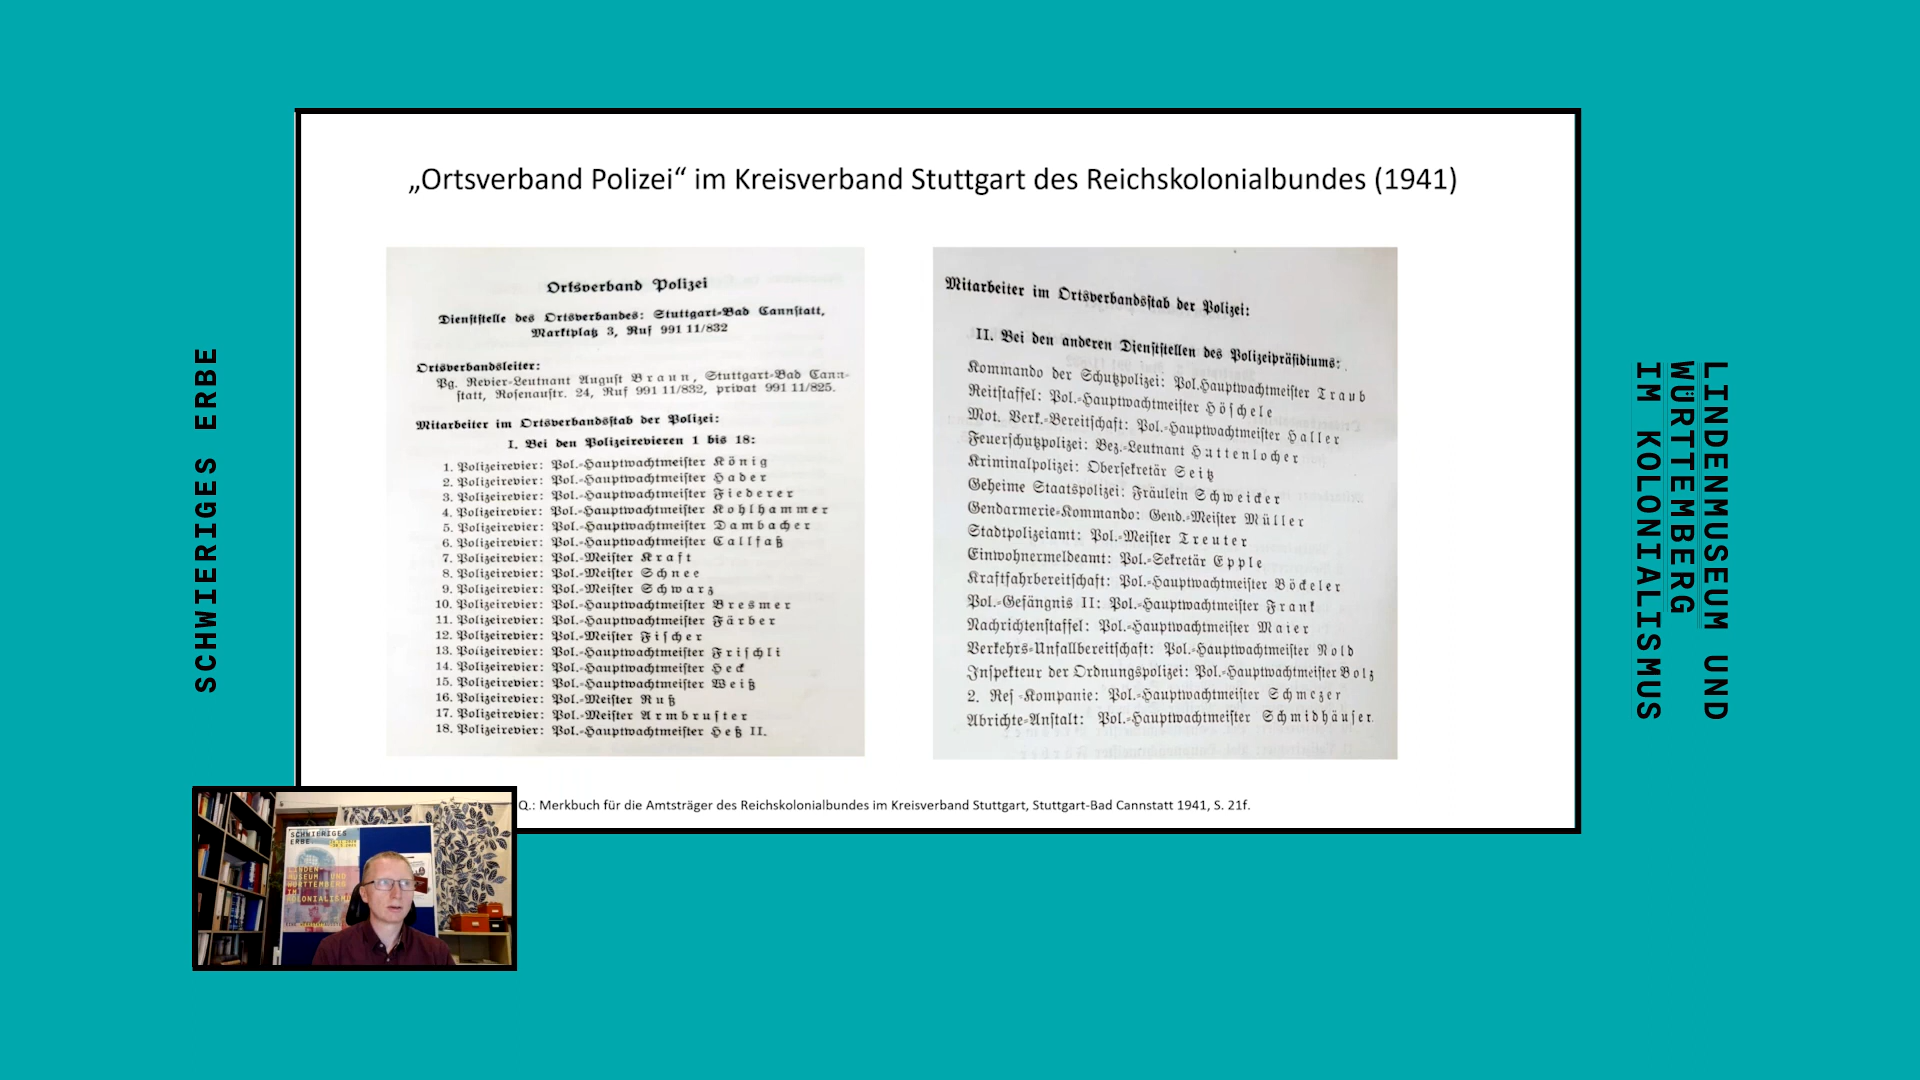 „Ortsverband Polizei“ im Kreisverband Stuttgart des Reichskolonialbundes (1941)
Ortsverband Polizei
Dienststelle des Ortsverbandes: Stuttgart-Bad Cannstatt,
Marktplatz 3, Ruf 991 11/832
Ortsverbandsleiter:
Pg. Revier-Leutnant August Braun, Stuttgart-Bad Cann-
statt, Rosenaustr. 24, Ruf 991 11/832, privat 991 11/825.
Mitarbeiter im Ortsverbandsstab der Polizei:
I. Bei den Polizeirevieren 1 bis 18:
1. Polizeirevier: Pol.-Hauptwachtmeister König
2. Polizeirevier: Pol.-Hauptwachtmeister Hader
3. Polizeirevier: Pol.-Hauptwachtmeister Fiederer
4. Polizeirevier: Pol.-Hauptwachtmeister Kohlhammer
5. Polizeirevier: Pol.-Hauptwachtmeister Dambacher
6. Polizeirevier: Pol.-Hauptwachtmeister Callfaß
7. Polizeirevier: Pol.-Meister Kraft
8. Polizeirevier: Pol.-Meister Schnee
9. Polizeirevier: Pol.-Meister Schwarz
10. Polizeirevier: Pol.-Hauptwachtmeister Bresmer
11. Polizeirevier: Pol.-Hauptwachtmeister Färber
12. Polizeirevier: Pol.-Meister Fischer
13. Polizeirevier: Pol.-Hauptwachtmeister Frischli
14. Polizeirevier: Pol.-Hauptwachtmeister Heck
15. Polizeirevier: Pol.-Hauptwachtmeister Weiß
16. Polizeirevier: Pol.-Meister Ruß
17. Polizeirevier: Pol.-Meister Armbruster
18. Polizeirevier: Pol.-Hauptwachtmeister Heß II.
Mitarbeiter im Ortsverbandsstab der Polizei:
II. Bei den anderen Dienststellen des Polizeipräsidiums:
Kommando der Schutzpolizei: Pol.Hauptwachtmeister Traub
Reitstaffel: Pol.-Hauptwachtmeister Höschele
Mot. Verk.-Bereitschaft: Pol.-Hauptwachtmeister Haller
Feuerschutzpolizei: Bez.-Leutnant Huttenlocher
Kriminalpolizei: Obersekretär Seitz
Geheime Staatspolizei: Fräulein Schweicker
Gendarmerie-Kommando: Gend.-Meister Müller
Stadtpolizeiamt: Pol.-Meister Treuter
Einwohnermeldeamt: Pol.-Sekretär Epple
Kraftfahrbereitschaft: Pol.-Hauptwachtmeister Böckeler
Pol.-Gefängnis II: Pol.-Hauptwachtmeister Frank
Nachrichtenstaffel: Pol.-Hauptwachtmeister Maier
Verkehrs-Unfallbereitschaft: Pol.-Hauptwachtmeister Nold
Inspekteur der Ordnungspolizei: Pol.-Hauptwachtmeister Bolz
2. Res-Kompanie: Pol.-Hauptwachtmeister Schmezer
Abrichte-Anstalt: Pol.-Hauptwachtmeister Schmidhäuser.
Q.: Merkbuch für die Amtsträger des Reichskolonialbundes im Kreisverband Stuttgart, Stuttgart-Bad Cannstatt 1941, S. 21f.
SCHWIERIGES ERBE
LINDENMUSEUM UND
WÜRTTEMBERG
IM KOLONIALISMUS
SCHWIERIGES
ERBE
LINDEN-
MUSEUM UND
WÜRTTEMBERG
IM
KOLONIALISMUS